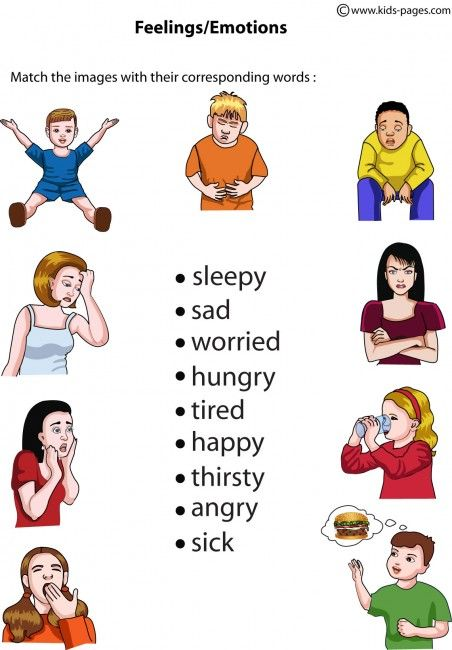 ©www.kids-pages.com
Feelings/Emotions
Match the images with their corresponding words :
• sleepy
• sad
• worried
• hungry
• tired
• happy
• thirsty
• angry
• sick